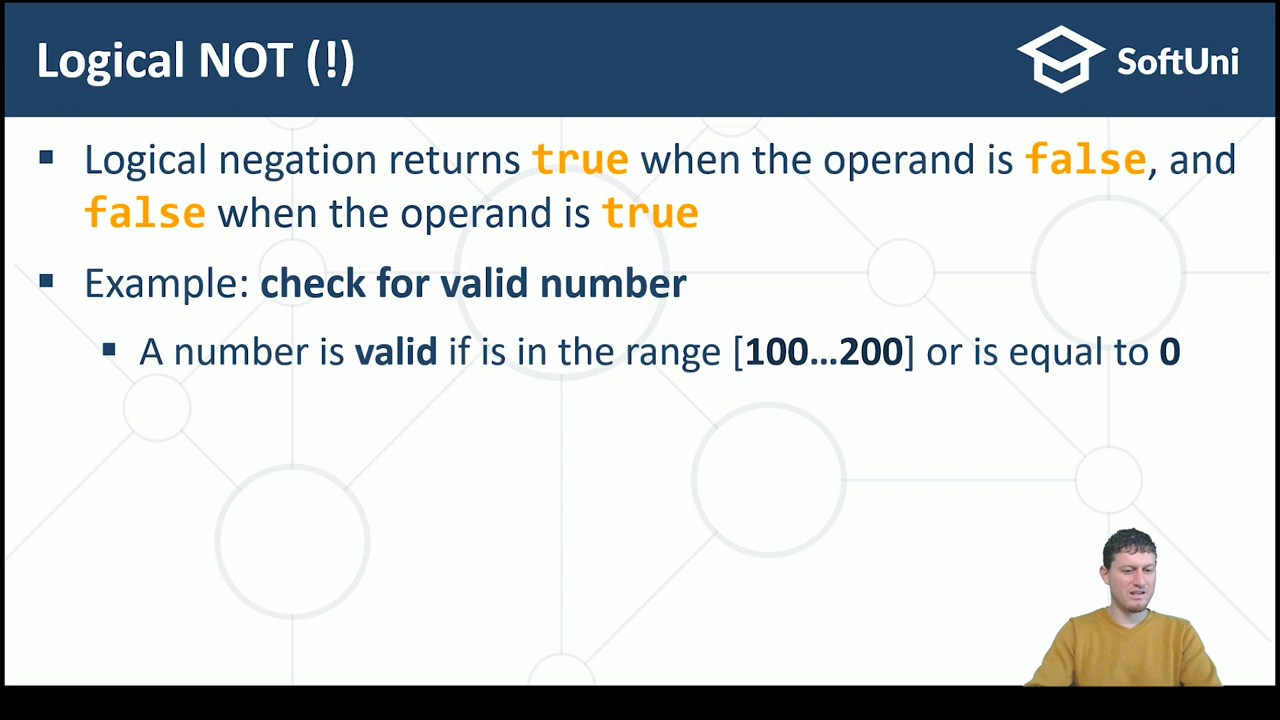 Logical NOT (!)
SoftUni
▪ Logical negation returns true when the operand is false, and
false when the operand is true
▪ Example: check for valid number
▪ A number is valid if is in the range [100…200] or is equal to 0